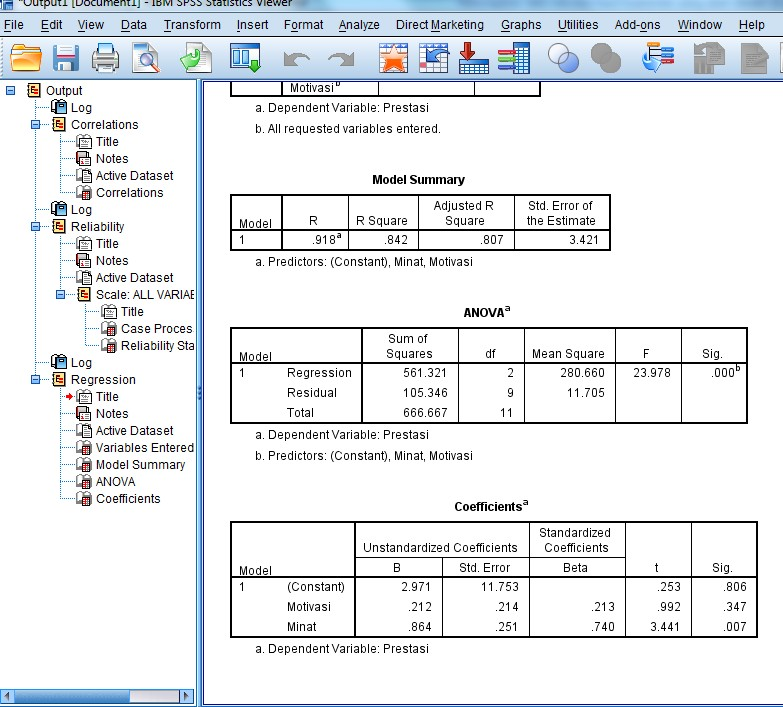 *Output1 [Document1] - IBM SPSS Statistics Viewer
File Edit View Data Transform Insert Format Analyze Direct Marketing Graphs Utilities Add-ons Window Help
Output
Log
Correlations
Title
Notes
Active Dataset
Correlations
Log
Reliability
Title
Notes
Active Dataset
Scale: ALL VARIAE
Title
Case Proces
Reliability Sta
Log
Regression
Title
Notes
Active Dataset
Variables Entered
Model Summary
ANOVA
Coefficients
Motivasi b
a. Dependent Variable: Prestasi
b. All requested variables entered.
Model Summary
Model R R Square Adjusted R Square Std. Error of the Estimate
1 .918a .842 .807 3.421
a. Predictors: (Constant), Minat, Motivasi
ANOVAa
Model Sum of Squares df Mean Square F Sig.
1 Regression 561.321 2 280.660 23.978 .000b
Residual 105.346 9 11.705
Total 666.667 11
a. Dependent Variable: Prestasi
b. Predictors: (Constant), Minat, Motivasi
Coefficientsa
Unstandardized Coefficients Standardized Coefficients
Model B Std. Error Beta t Sig.
1 (Constant) 2.971 11.753 .253 .806
Motivasi .212 .214 .213 .992 .347
Minat .864 .251 .740 3.441 .007
a. Dependent Variable: Prestasi